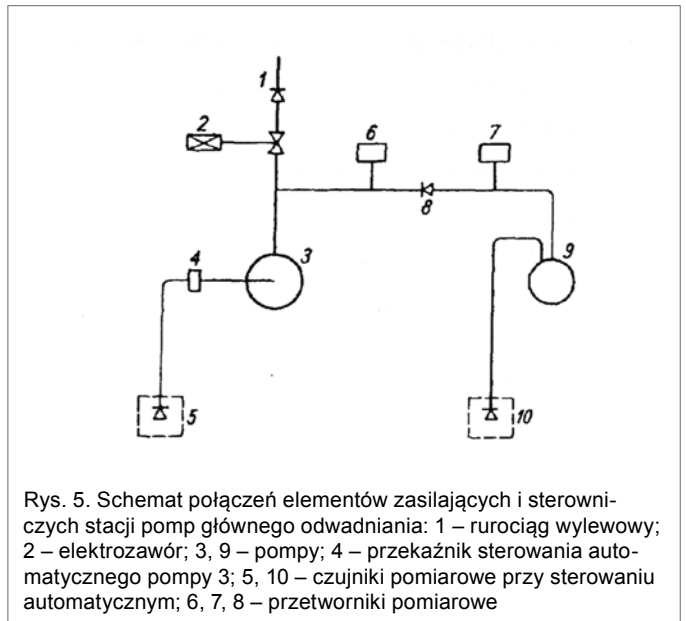 1
2
6
7
8
4
3
9
5
10
Rys. 5. Schemat połączeń elementów zasilających i sterowni-
czych stacji pomp głównego odwadniania: 1 – rurociąg wylewowy;
2 – elektrozawór; 3, 9 – pompy; 4 – przekaźnik sterowania auto-
matycznego pompy 3; 5, 10 – czujniki pomiarowe przy sterowaniu
automatycznym; 6, 7, 8 – przetworniki pomiarowe